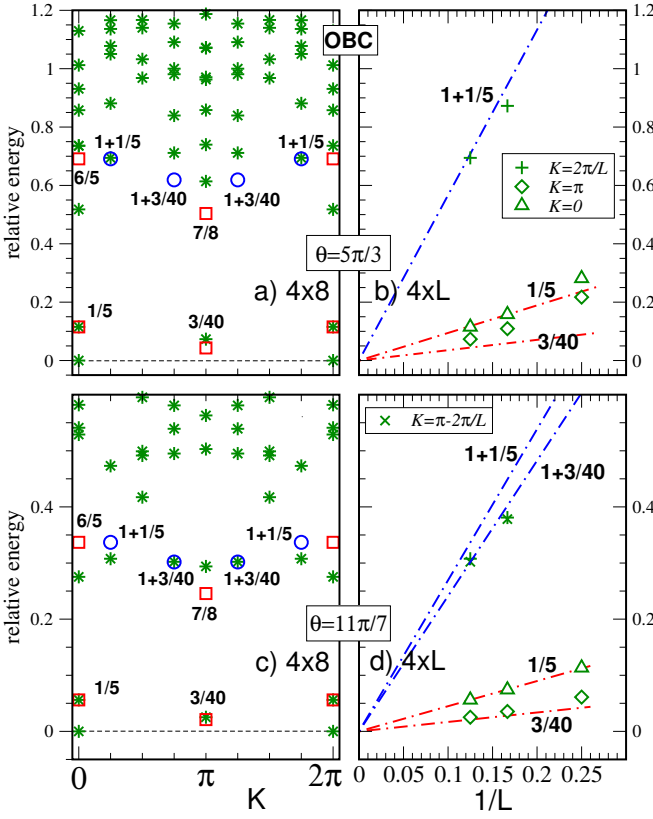 OBC
1.2
1
0.8
0.6
0.4
0.2
0
relative energy
1+1/5
1+1/5
6/5
1+3/40
1+3/40
7/8
θ=5π/3
a) 4x8
1/5
3/40
1+1/5
K=2π/L
K=π
K=0
b) 4xL
1/5
3/40
1.2
1
0.8
0.6
0.4
0.2
0
0.4
0.2
0
relative energy
6/5
1+1/5
1+1/5
1+3/40
1+3/40
7/8
θ=11π/7
c) 4x8
1/5
3/40
0
π
2π
K
K=π-2π/L
1+1/5
1+3/40
d) 4xL
1/5
3/40
0.4
0.2
0
0
0.05
0.1
0.15
0.2
0.25
1/L